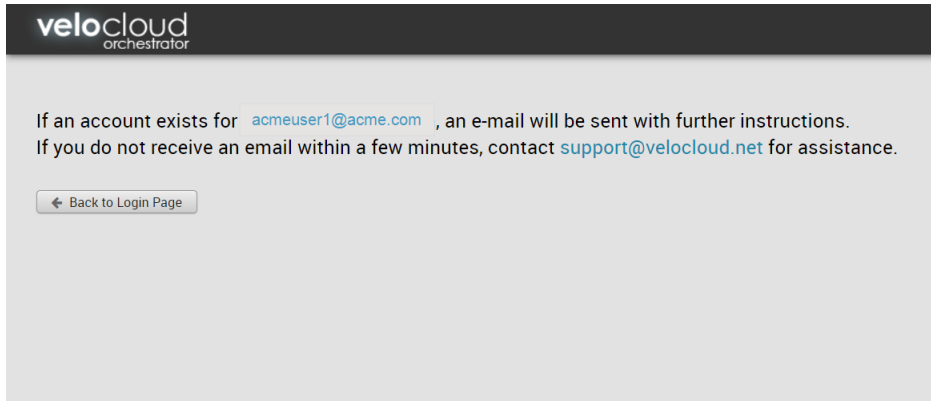 velocloud
orchestrator
If an account exists for acmeuser1@acme.com , an e-mail will be sent with further instructions.
If you do not receive an email within a few minutes, contact support@velocloud.net for assistance.
Back to Login Page